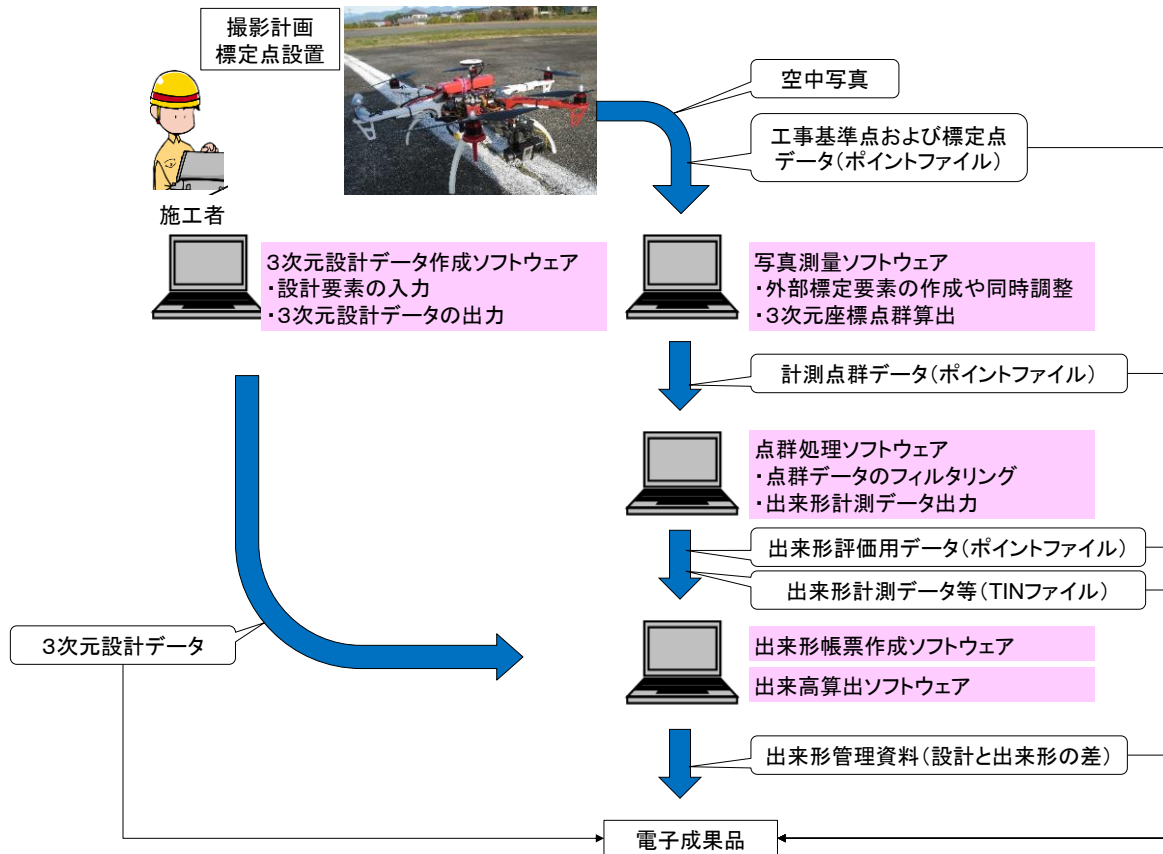 撮影計画
標定点設置
空中写真
工事基準点および標定点
データ(ポイントファイル)
施工者
3次元設計データ作成ソフトウェア
・設計要素の入力
・3次元設計データの出力
写真測量ソフトウェア
・外部標定要素の作成や同時調整
・3次元座標点群算出
計測点群データ(ポイントファイル)
点群処理ソフトウェア
・点群データのフィルタリング
・出来形計測データ出力
出来形評価用データ(ポイントファイル)
出来形計測データ等(TINファイル)
3次元設計データ
出来形帳票作成ソフトウェア
出来高算出ソフトウェア
出来形管理資料(設計と出来形の差)
電子成果品